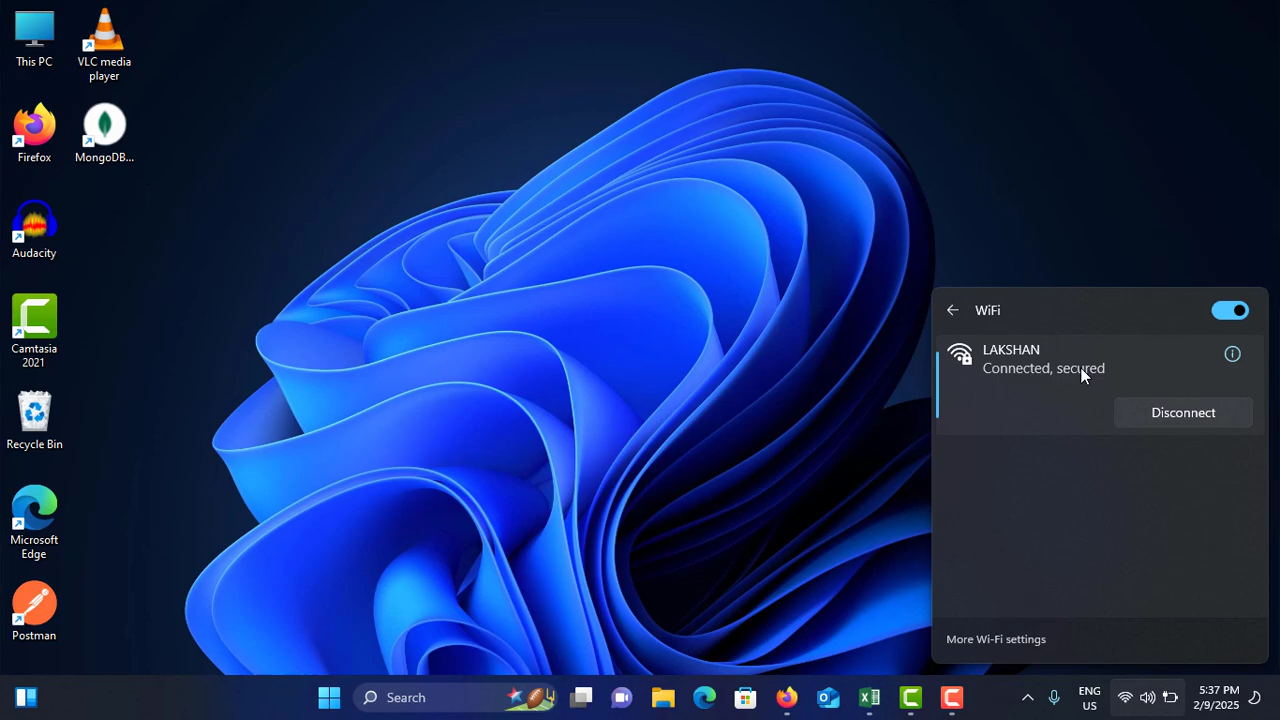 This PC
VLC media
player
Firefox
MongoDB...
Audacity
Camtasia
2021
Recycle Bin
Microsoft
Edge
Postman
WiFi
LAKSHAN
Connected, secured
Disconnect
More Wi-Fi settings
Search
ENG
US
5:37 PM
2/9/2025